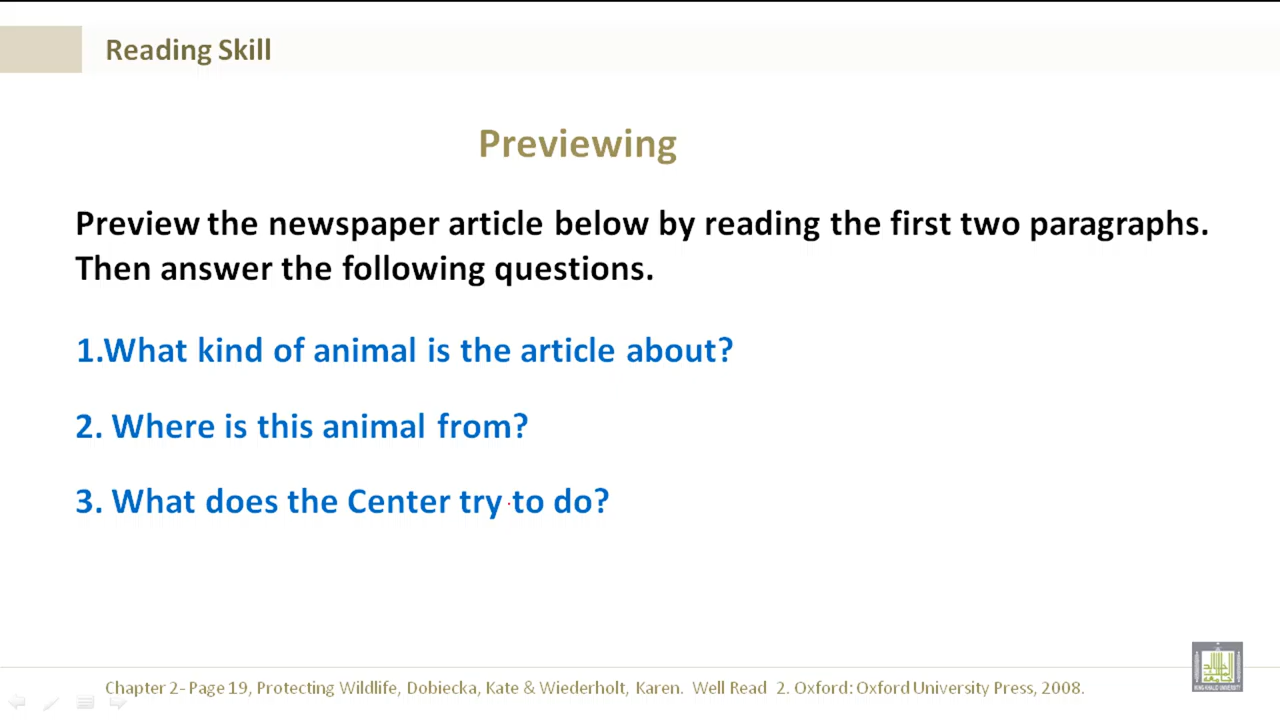 Reading Skill
Previewing
Preview the newspaper article below by reading the first two paragraphs.
Then answer the following questions.
1.What kind of animal is the article about?
2. Where is this animal from?
3. What does the Center try to do?
Chapter 2- Page 19, Protecting Wildlife, Dobiecka, Kate & Wiederholt, Karen. Well Read 2. Oxford: Oxford University Press, 2008.
KING KHALID UNIVERSITY